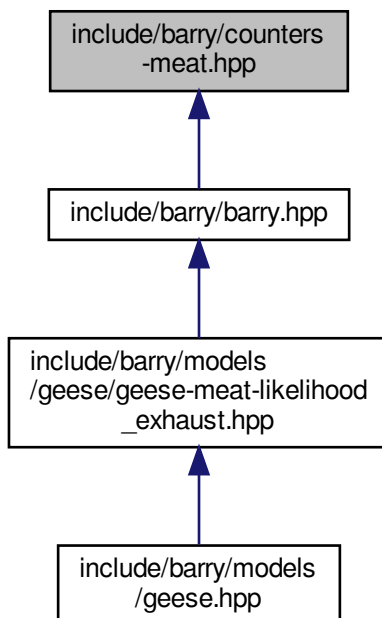 include/barry/counters
-meat.hpp
include/barry/barry.hpp
include/barry/models
/geese/geese-meat-likelihood
_exhaust.hpp
include/barry/models
/geese.hpp